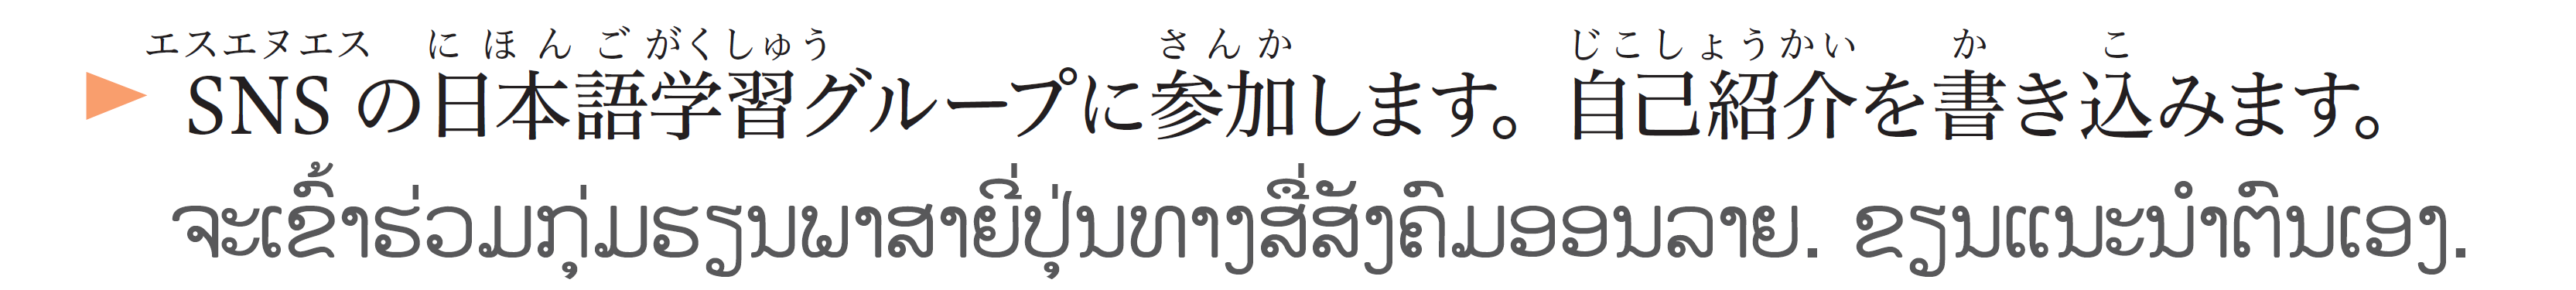 エスエヌエス にほんごがくしゅう さんか じこしょうかい か こ
▶ SNS の日本語学習グループに参加します。自己紹介を書き込みます。
ຈະເຂົ້າຮ່ວມກຸ່ມຮຽນພາສາຍີ່ປຸ່ນທາງສື່ສັງຄົມອອນລາຍ. ຂຽນແນະນຳຕົນເອງ.